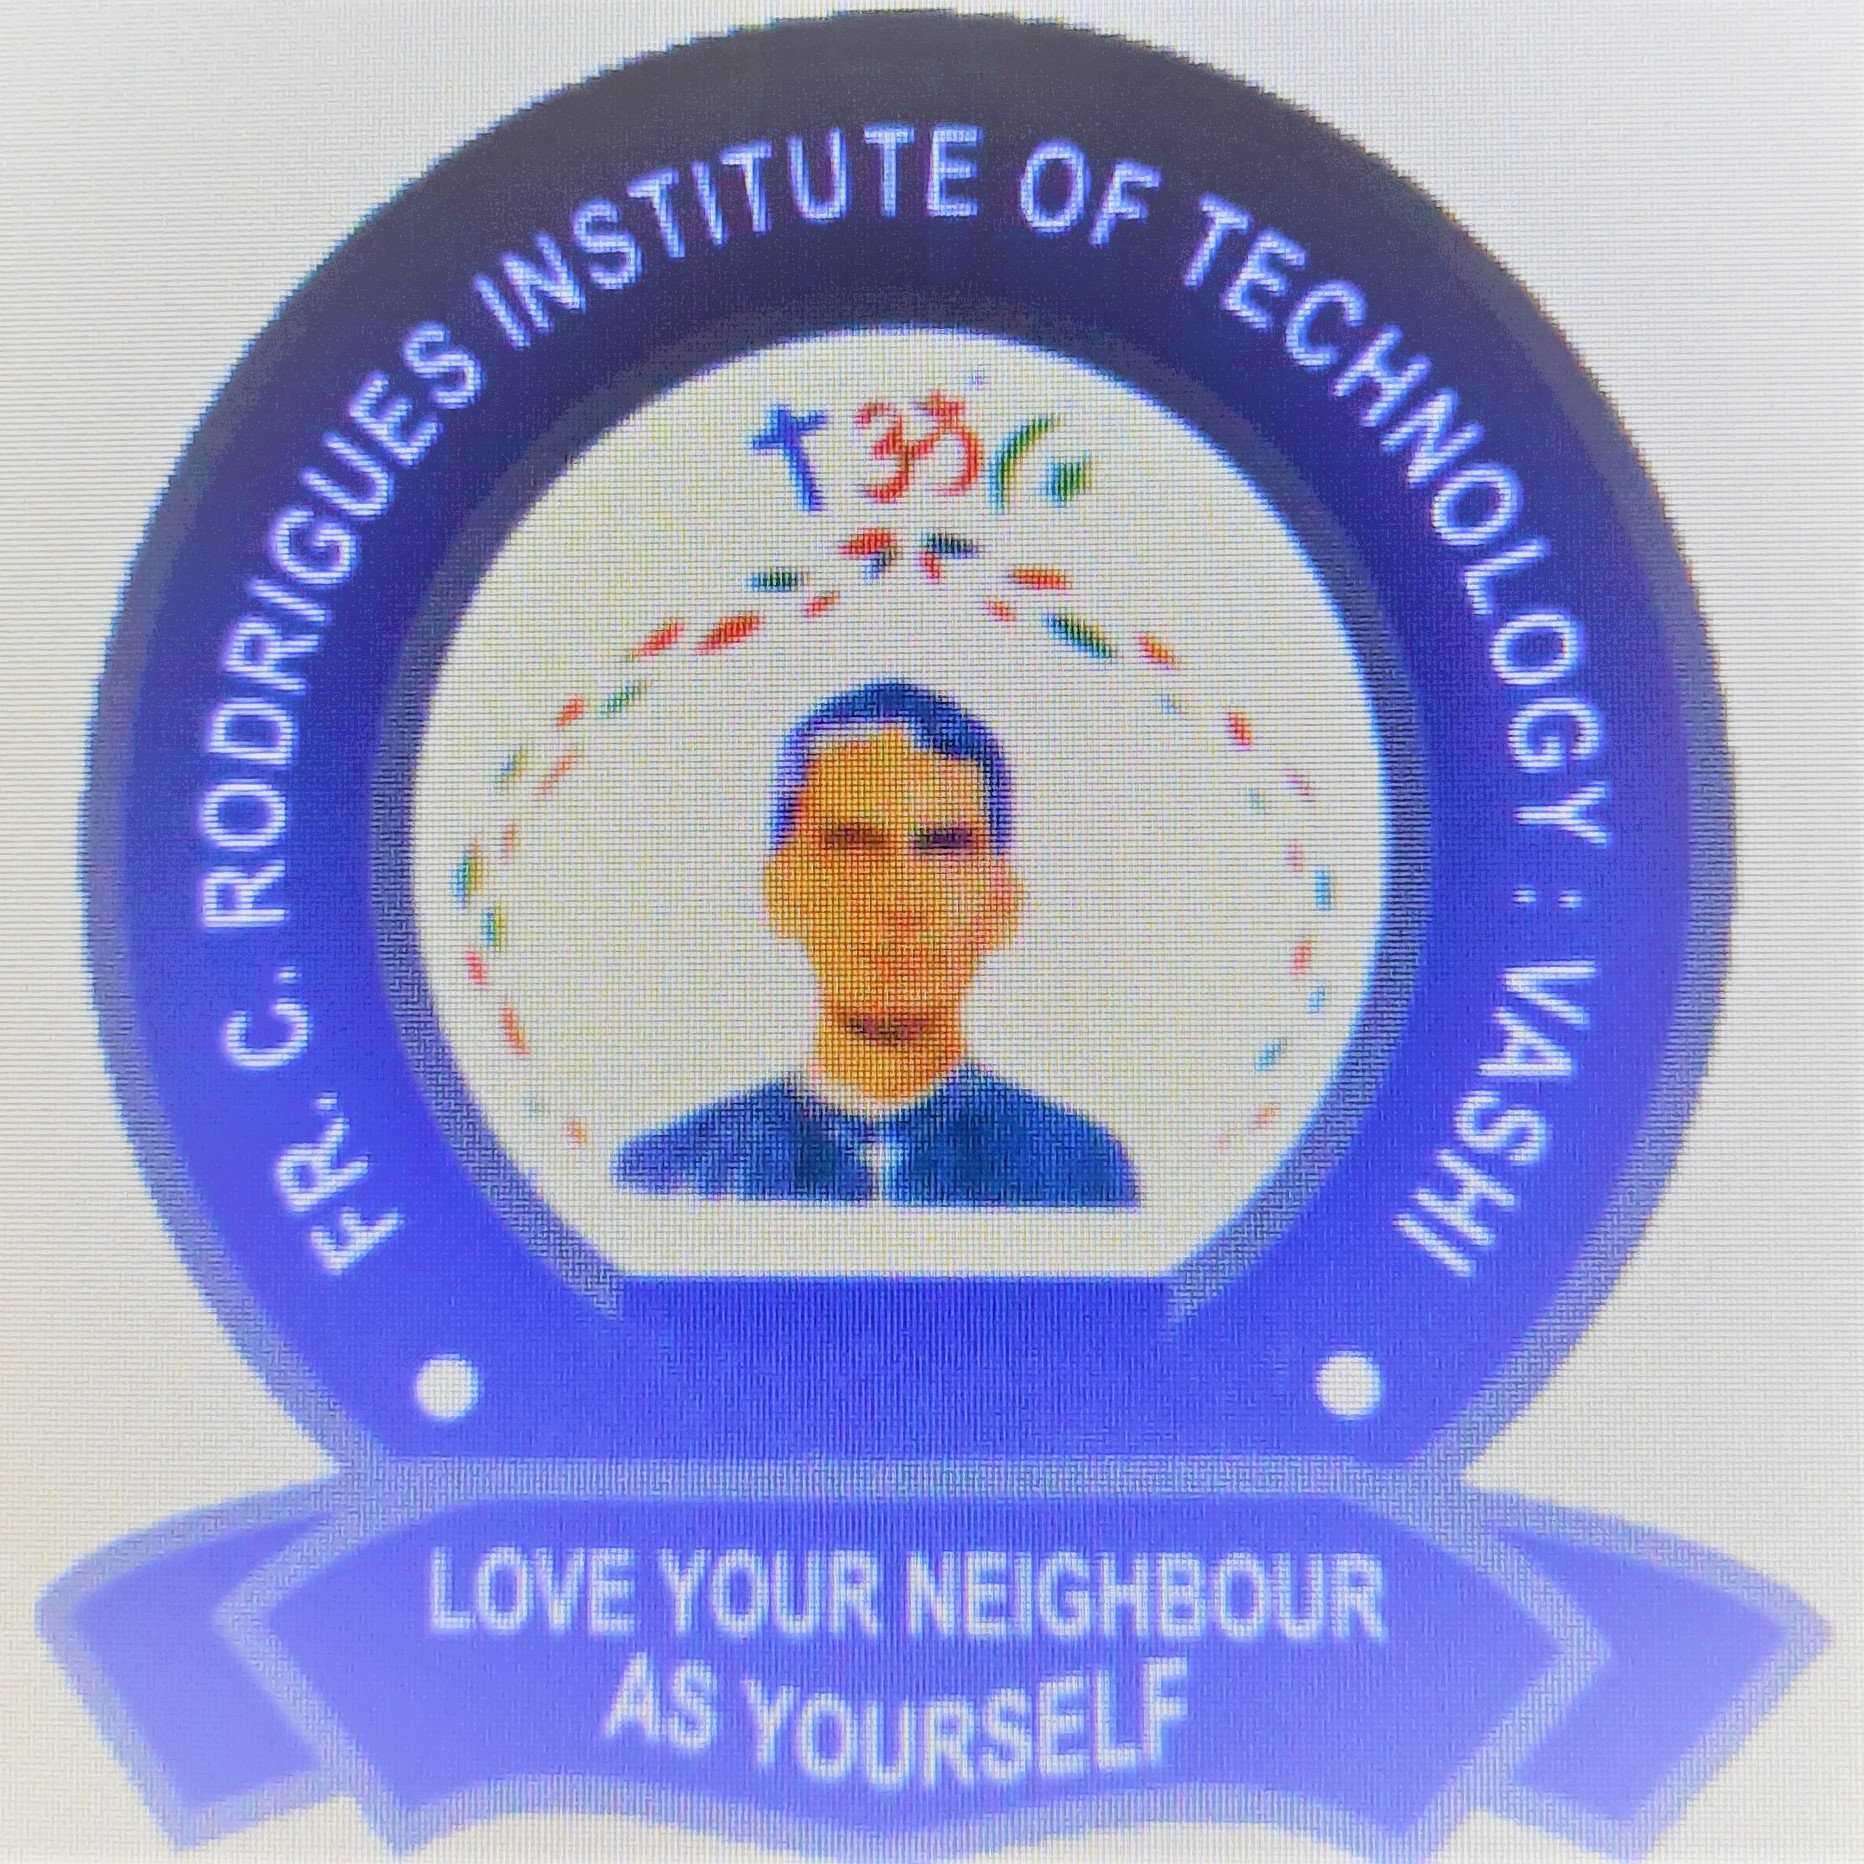 FR. C. RODRIGUES INSTITUTE OF TECHNOLOGY : VASHI
ॐ
LOVE YOUR NEIGHBOUR
AS YOURSELF